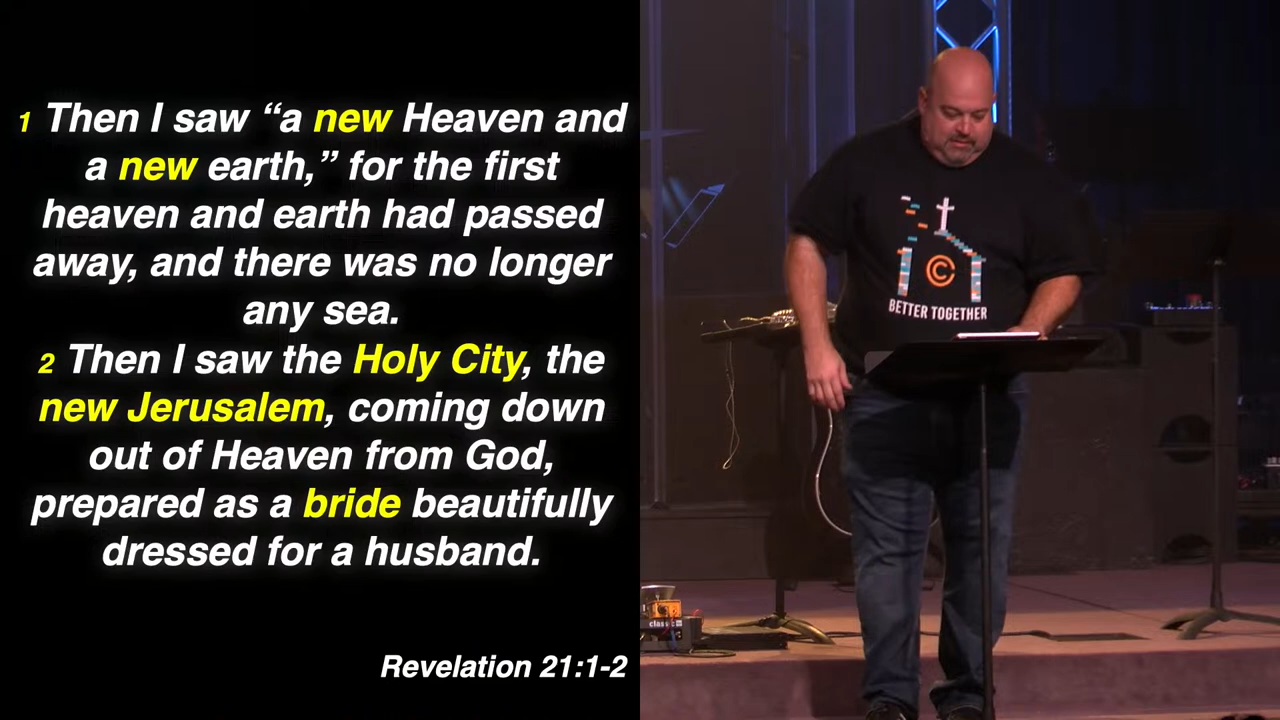 1 Then I saw “a new Heaven and
a new earth,” for the first
heaven and earth had passed
away, and there was no longer
any sea.
2 Then I saw the Holy City, the
new Jerusalem, coming down
out of Heaven from God,
prepared as a bride beautifully
dressed for a husband.
Revelation 21:1-2
C
BETTER TOGETHER
classic